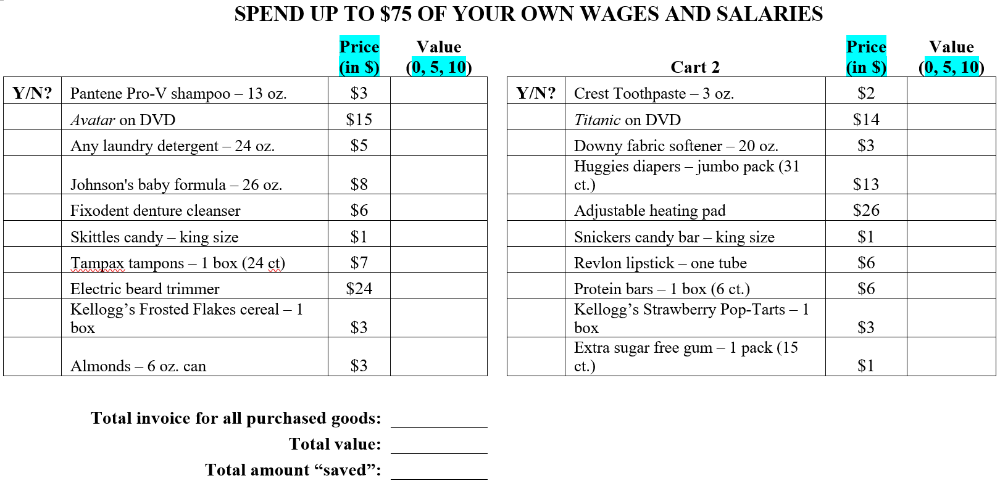 SPEND UP TO $75 OF YOUR OWN WAGES AND SALARIES
Price
(in $)
Value
(0, 5, 10)
Y/N? Pantene Pro-V shampoo – 13 oz. $3
Avatar on DVD $15
Any laundry detergent – 24 oz. $5
Johnson's baby formula – 26 oz. $8
Fixodent denture cleanser $6
Skittles candy – king size $1
Tampax tampons – 1 box (24 ct) $7
Electric beard trimmer $24
Kellogg’s Frosted Flakes cereal – 1
box $3
Almonds – 6 oz. can $3
Cart 2
Price
(in $)
Value
(0, 5, 10)
Y/N? Crest Toothpaste – 3 oz. $2
Titanic on DVD $14
Downy fabric softener – 20 oz. $3
Huggies diapers – jumbo pack (31
ct.) $13
Adjustable heating pad $26
Snickers candy bar – king size $1
Revlon lipstick – one tube $6
Protein bars – 1 box (6 ct.) $6
Kellogg’s Strawberry Pop-Tarts – 1
box $3
Extra sugar free gum – 1 pack (15
ct.) $1
Total invoice for all purchased goods:
Total value:
Total amount “saved”: